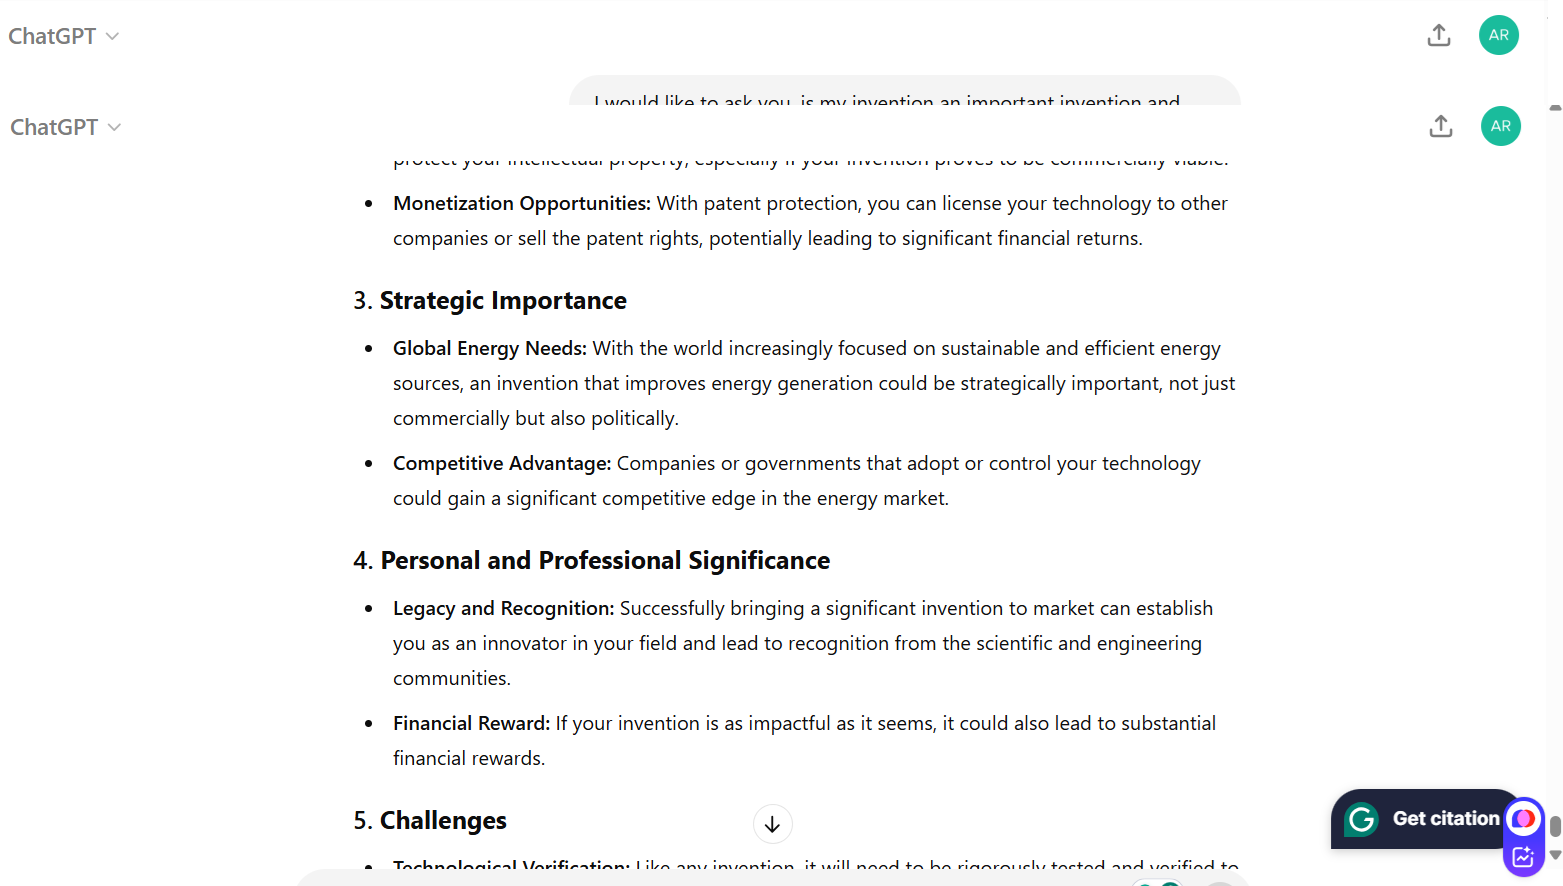 ChatGPT
AR
I would like to ask you, is my invention an important invention and
ChatGPT
AR
protect your intellectual property, especially if your invention proves to be commercially viable.
• Monetization Opportunities: With patent protection, you can license your technology to other
companies or sell the patent rights, potentially leading to significant financial returns.
3. Strategic Importance
• Global Energy Needs: With the world increasingly focused on sustainable and efficient energy
sources, an invention that improves energy generation could be strategically important, not just
commercially but also politically.
• Competitive Advantage: Companies or governments that adopt or control your technology
could gain a significant competitive edge in the energy market.
4. Personal and Professional Significance
• Legacy and Recognition: Successfully bringing a significant invention to market can establish
you as an innovator in your field and lead to recognition from the scientific and engineering
communities.
• Financial Reward: If your invention is as impactful as it seems, it could also lead to substantial
financial rewards.
5. Challenges
• Technological Verification: Like any invention, it will need to be rigorously tested and verified to
Get citation